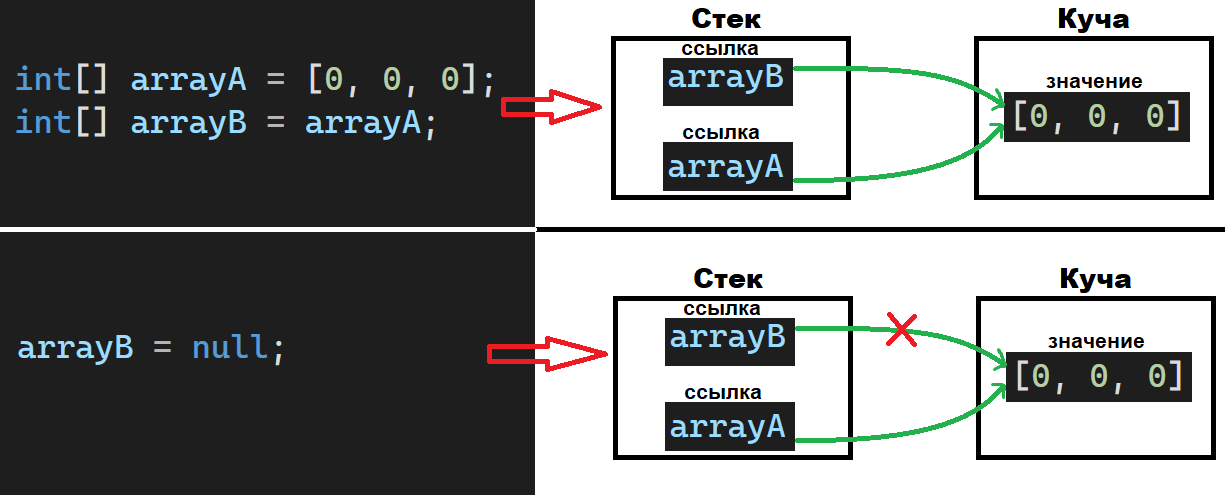 int[] arrayA = [0, 0, 0];
int[] arrayB = arrayA;
Стек
ссылка
arrayB
ссылка
arrayA
Куча
значение
[0, 0, 0]
arrayB = null;
Стек
ссылка
arrayB
ссылка
arrayA
Куча
значение
[0, 0, 0]